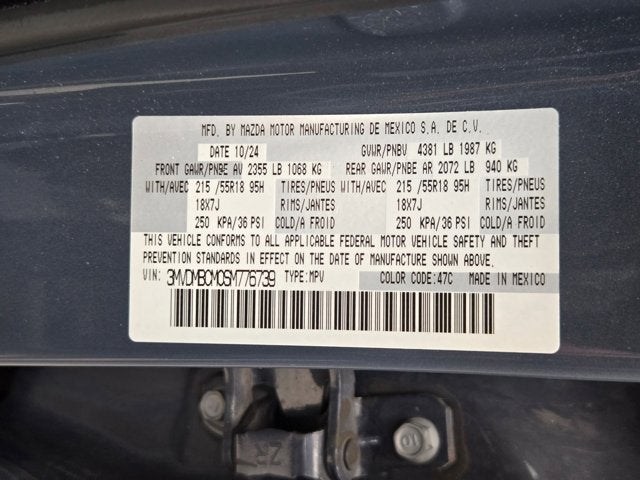 MFD. BY MAZDA MOTOR MANUFACTURING DE MEXICO S.A. DE C.V.
DATE 10/24 GVWR/PNBV 4381 LB 1987 KG
FRONT GAWR/PNBE AV 2355 LB 1068 KG REAR GAWR/PNBE AR 2072 LB 940 KG
WITH/AVEC 215 /55R18 95H TIRES/PNEUS WITH/AVEC 215 /55R18 95H TIRES/PNEUS
18X7J RIMS/JANTES 18X7J RIMS/JANTES
250 KPA/36 PSI COLD/A FROID 250 KPA/36 PSI COLD/A FROID
THIS VEHICLE CONFORMS TO ALL APPLICABLE FEDERAL MOTOR VEHICLE SAFETY AND THEFT
PREVENTION STANDARDS IN EFFECT ON THE DATE OF MANUFACTURE SHOWN ABOVE.
VIN: 3MVDMBCM0SM776739 TYPE:MPV COLOR CODE:47C MADE IN MEXICO
ZR
10